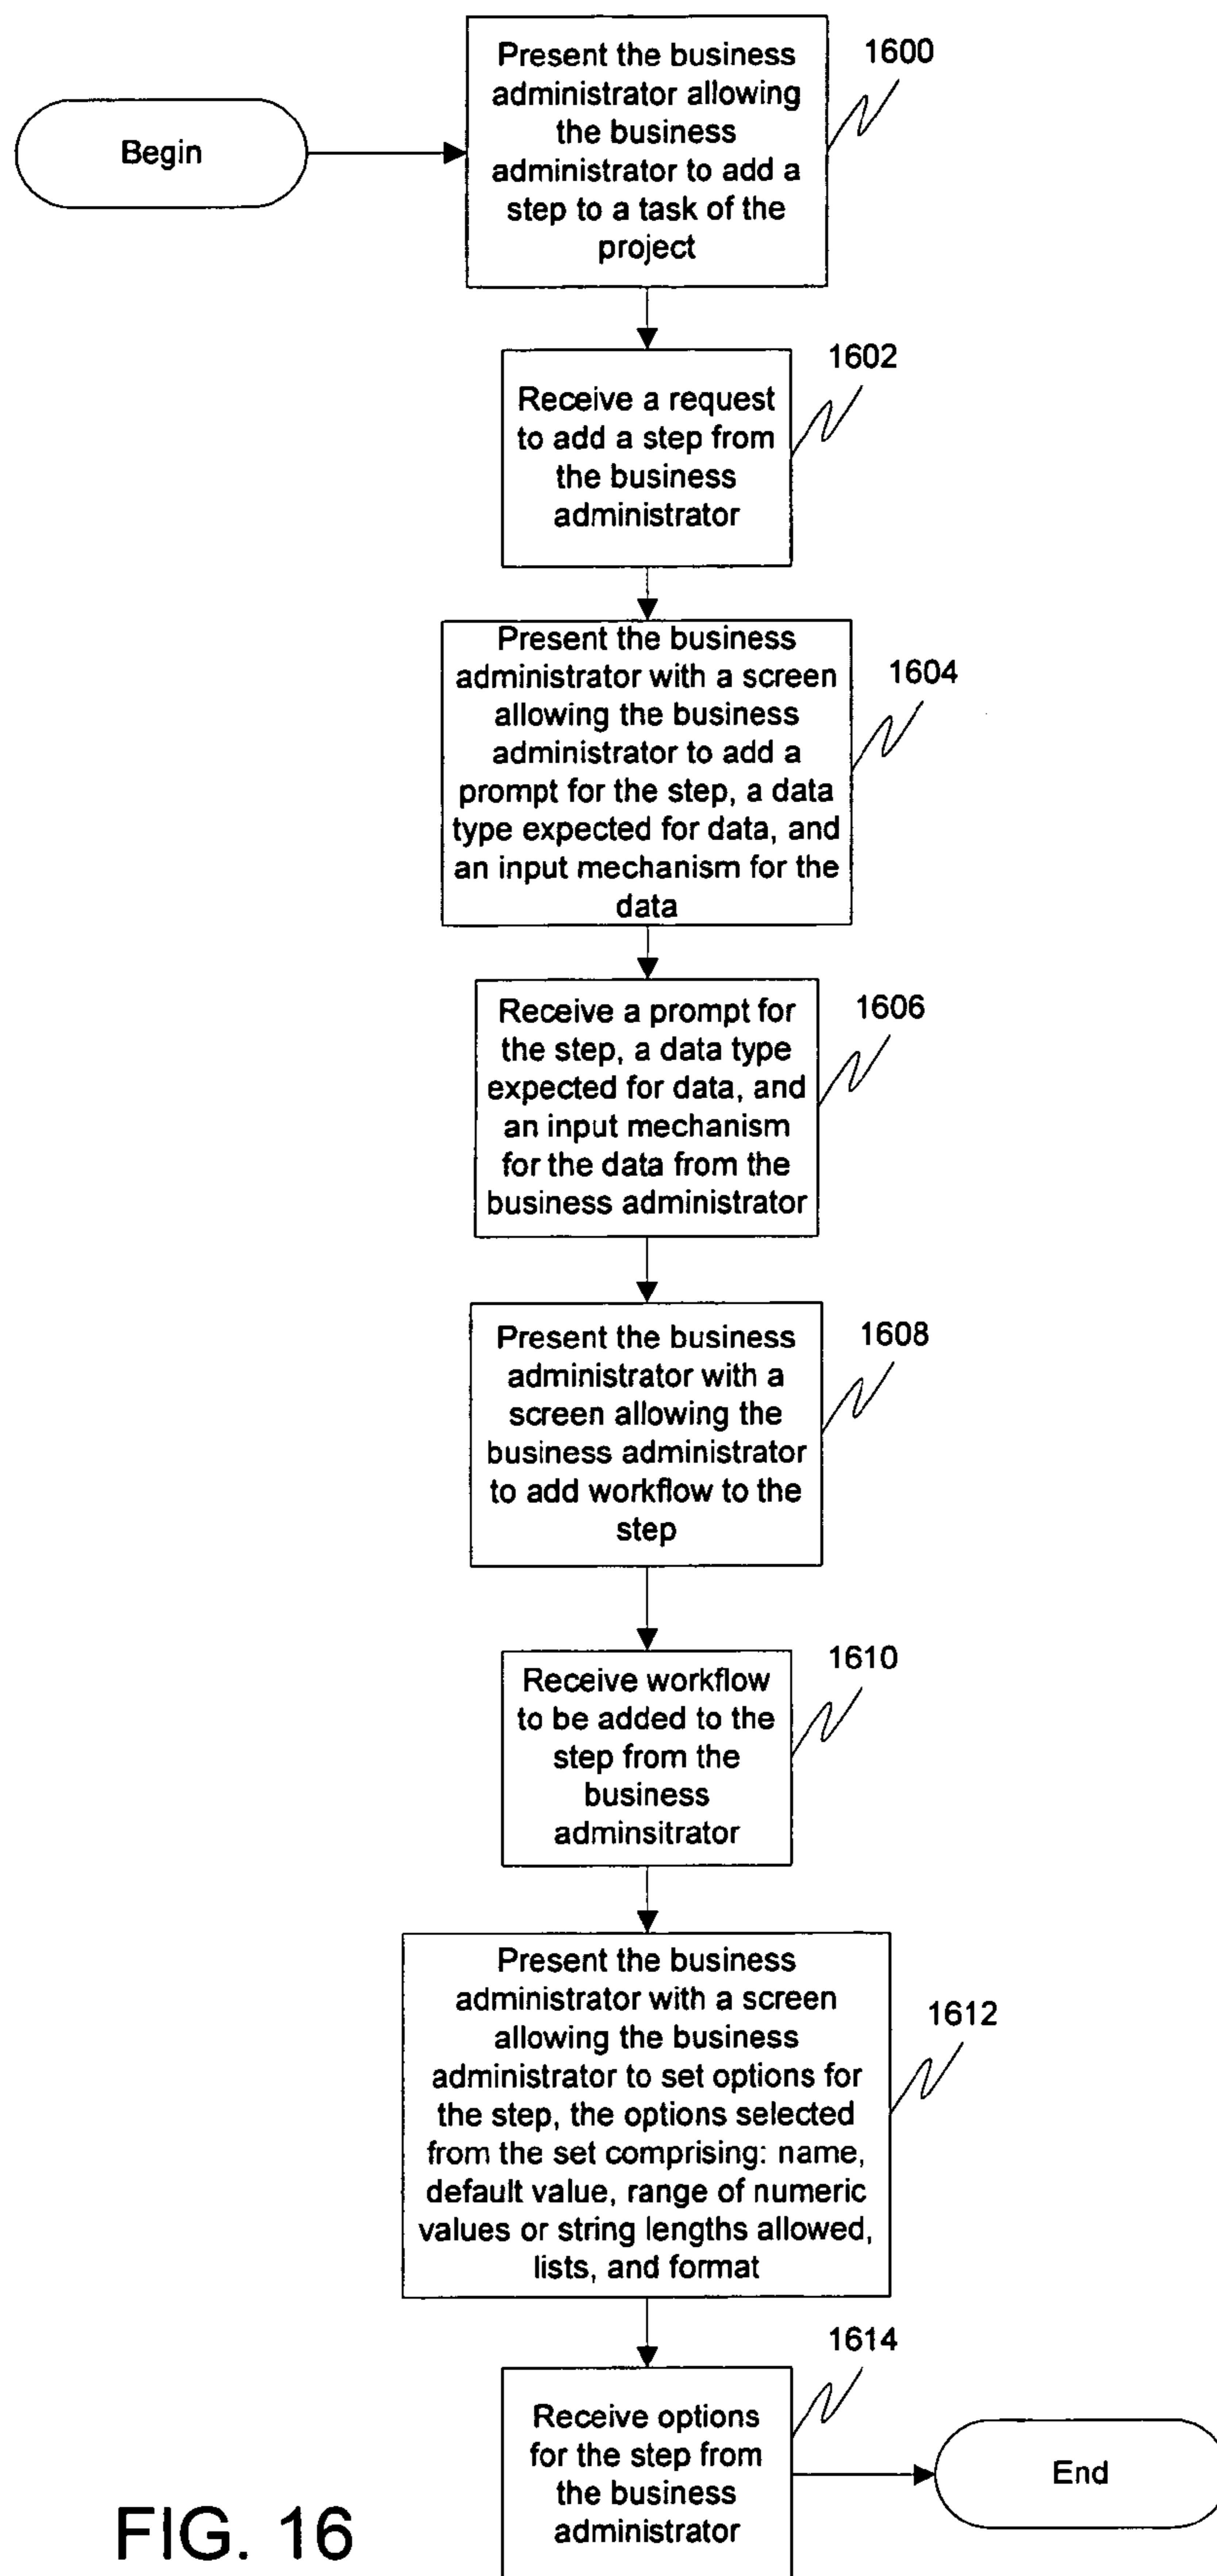 Begin
Present the business
administrator allowing
the business
administrator to add a
step to a task of the
project
1600
Receive a request
to add a step from
the business
administrator
1602
Present the business
administrator with a screen
allowing the business
administrator to add a
prompt for the step, a data
type expected for data, and
an input mechanism for the
data
1604
Receive a prompt for
the step, a data type
expected for data, and
an input mechanism
for the data from the
business administrator
1606
Present the business
administrator with a
screen allowing the
business administrator
to add workflow to the
step
1608
Receive workflow
to be added to the
step from the
business
adminsitrator
1610
Present the business
administrator with a screen
allowing the business
administrator to set options for
the step, the options selected
from the set comprising: name,
default value, range of numeric
values or string lengths allowed,
lists, and format
1612
Receive options
for the step from
the business
administrator
1614
End
FIG. 16